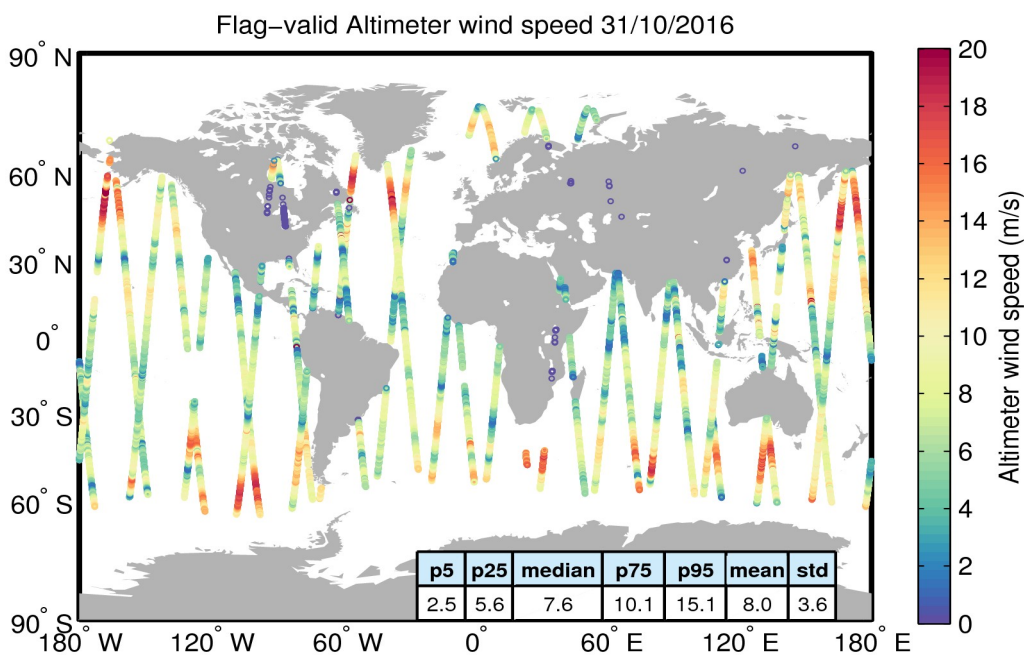 Flag−valid Altimeter wind speed 31/10/2016
90° N
60° N
30° N
0°
30° S
60° S
90° S
180° W
120° W
60° W
0°
60° E
120° E
180° E
p5 p25 median p75 p95 mean std
2.5 5.6 7.6 10.1 15.1 8.0 3.6
20
18
16
14
12
10
8
6
4
2
0
Altimeter wind speed (m/s)